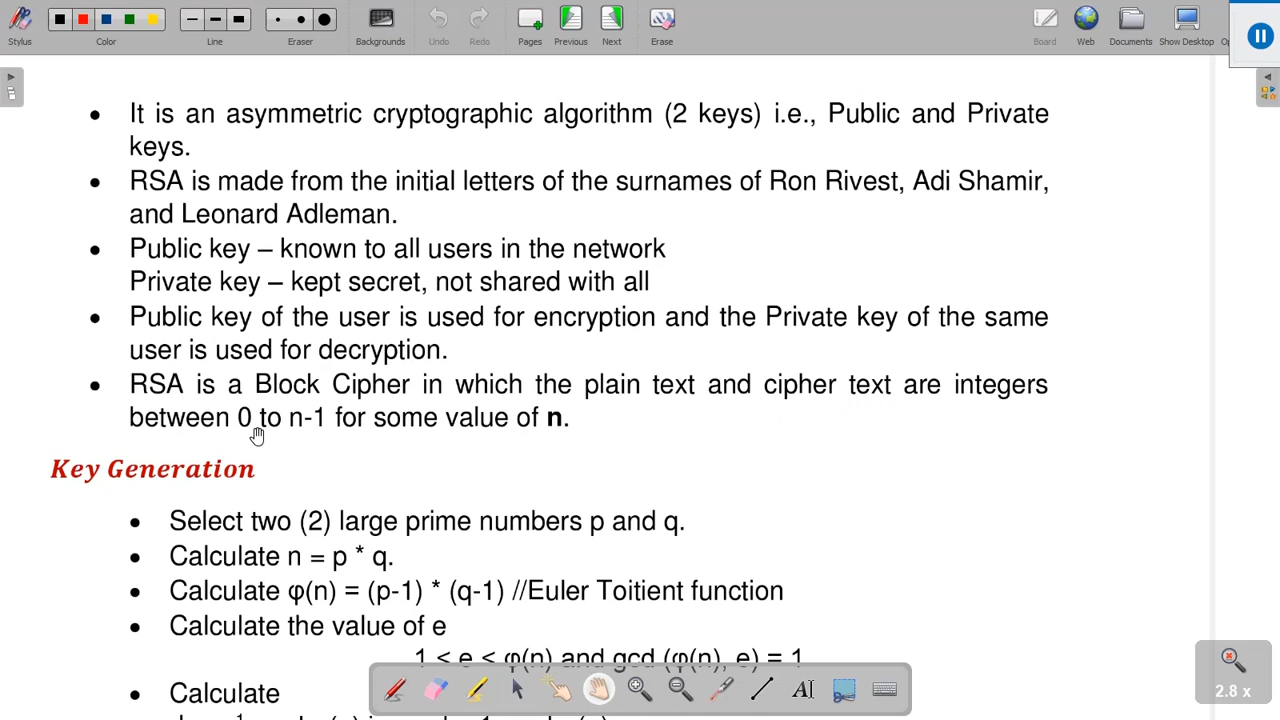 Stylus
Color
Line
Eraser
Backgrounds
Undo
Redo
Pages
Previous
Next
Erase
Board
Web
Documents
Show Desktop
• It is an asymmetric cryptographic algorithm (2 keys) i.e., Public and Private
keys.
• RSA is made from the initial letters of the surnames of Ron Rivest, Adi Shamir,
and Leonard Adleman.
• Public key – known to all users in the network
Private key – kept secret, not shared with all
• Public key of the user is used for encryption and the Private key of the same
user is used for decryption.
• RSA is a Block Cipher in which the plain text and cipher text are integers
between 0 to n-1 for some value of n.
Key Generation
• Select two (2) large prime numbers p and q.
• Calculate n = p * q.
• Calculate φ(n) = (p-1) * (q-1) //Euler Toitient function
• Calculate the value of e
1 < e < φ(n) and gcd (φ(n), e) = 1
• Calculate
2.8 x